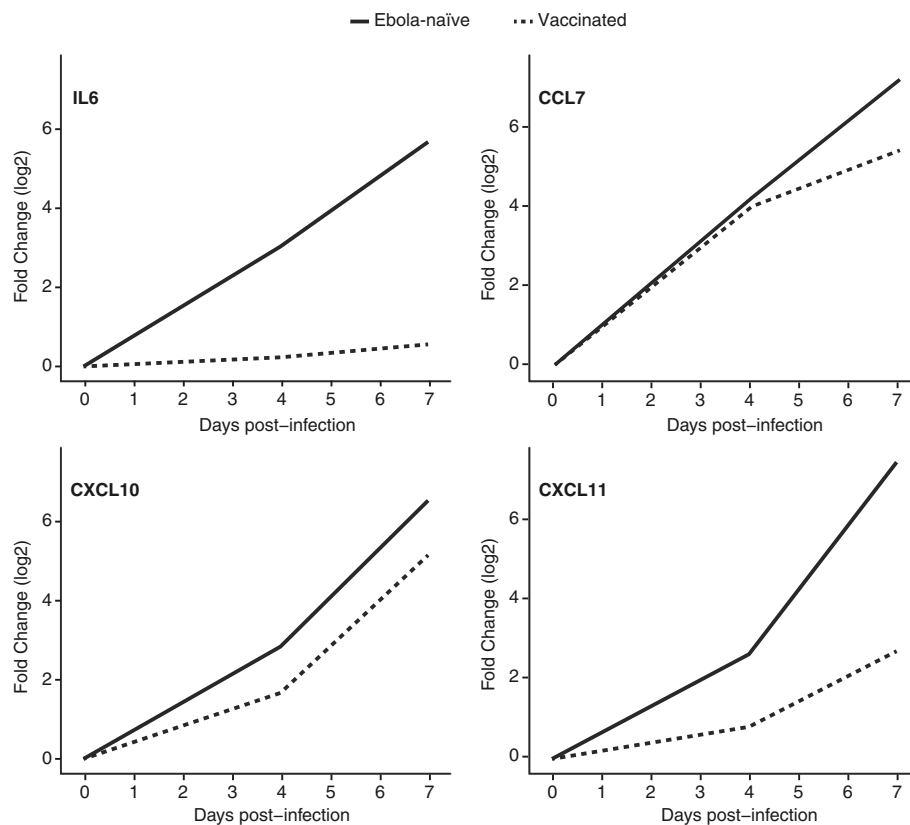 Ebola-naïve Vaccinated
IL6
Fold Change (log2)
6
4
2
0
0 1 2 3 4 5 6 7
Days post–infection
CCL7
Fold Change (log2)
6
4
2
0
0 1 2 3 4 5 6 7
Days post–infection
CXCL10
Fold Change (log2)
6
4
2
0
0 1 2 3 4 5 6 7
Days post–infection
CXCL11
Fold Change (log2)
6
4
2
0
0 1 2 3 4 5 6 7
Days post–infection